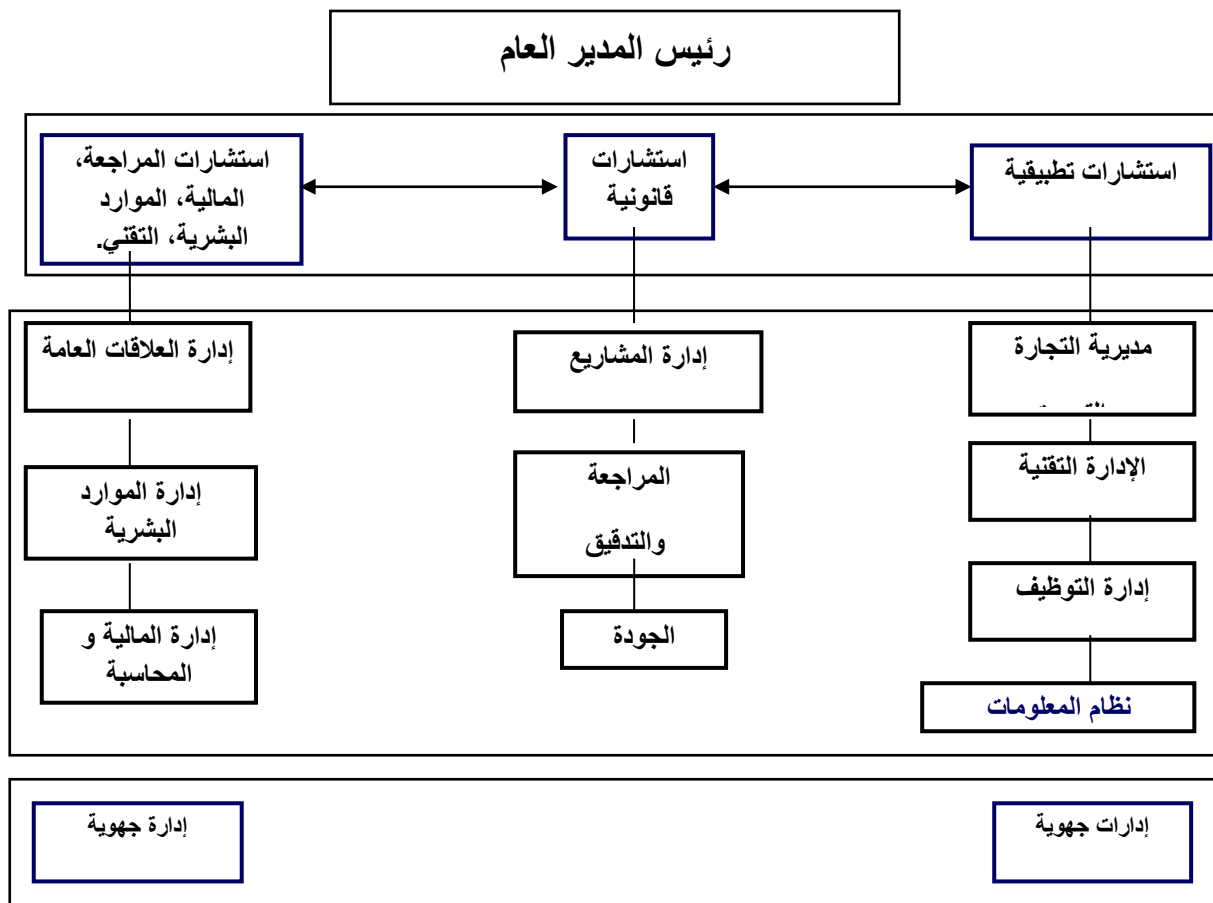 رئيس المدير العام
استشارات تطبيقية
استشارات
قانونية
استشارات المراجعة،
المالية، الموارد
البشرية، التقني.
مديرية التجارة
إدارة المشاريع
إدارة العلاقات العامة
الإدارة التقنية
المراجعة
والتدقيق
إدارة الموارد
البشرية
إدارة التوظيف
الجودة
إدارة المالية و
المحاسبة
نظام المعلومات
إدارات جهوية
إدارة جهوية